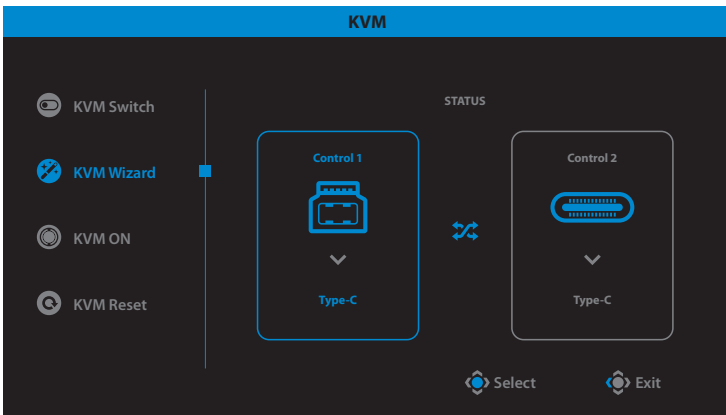 KVM
KVM Switch
KVM Wizard
KVM ON
KVM Reset
STATUS
Control 1
Type-C
Control 2
Type-C
Select
Exit